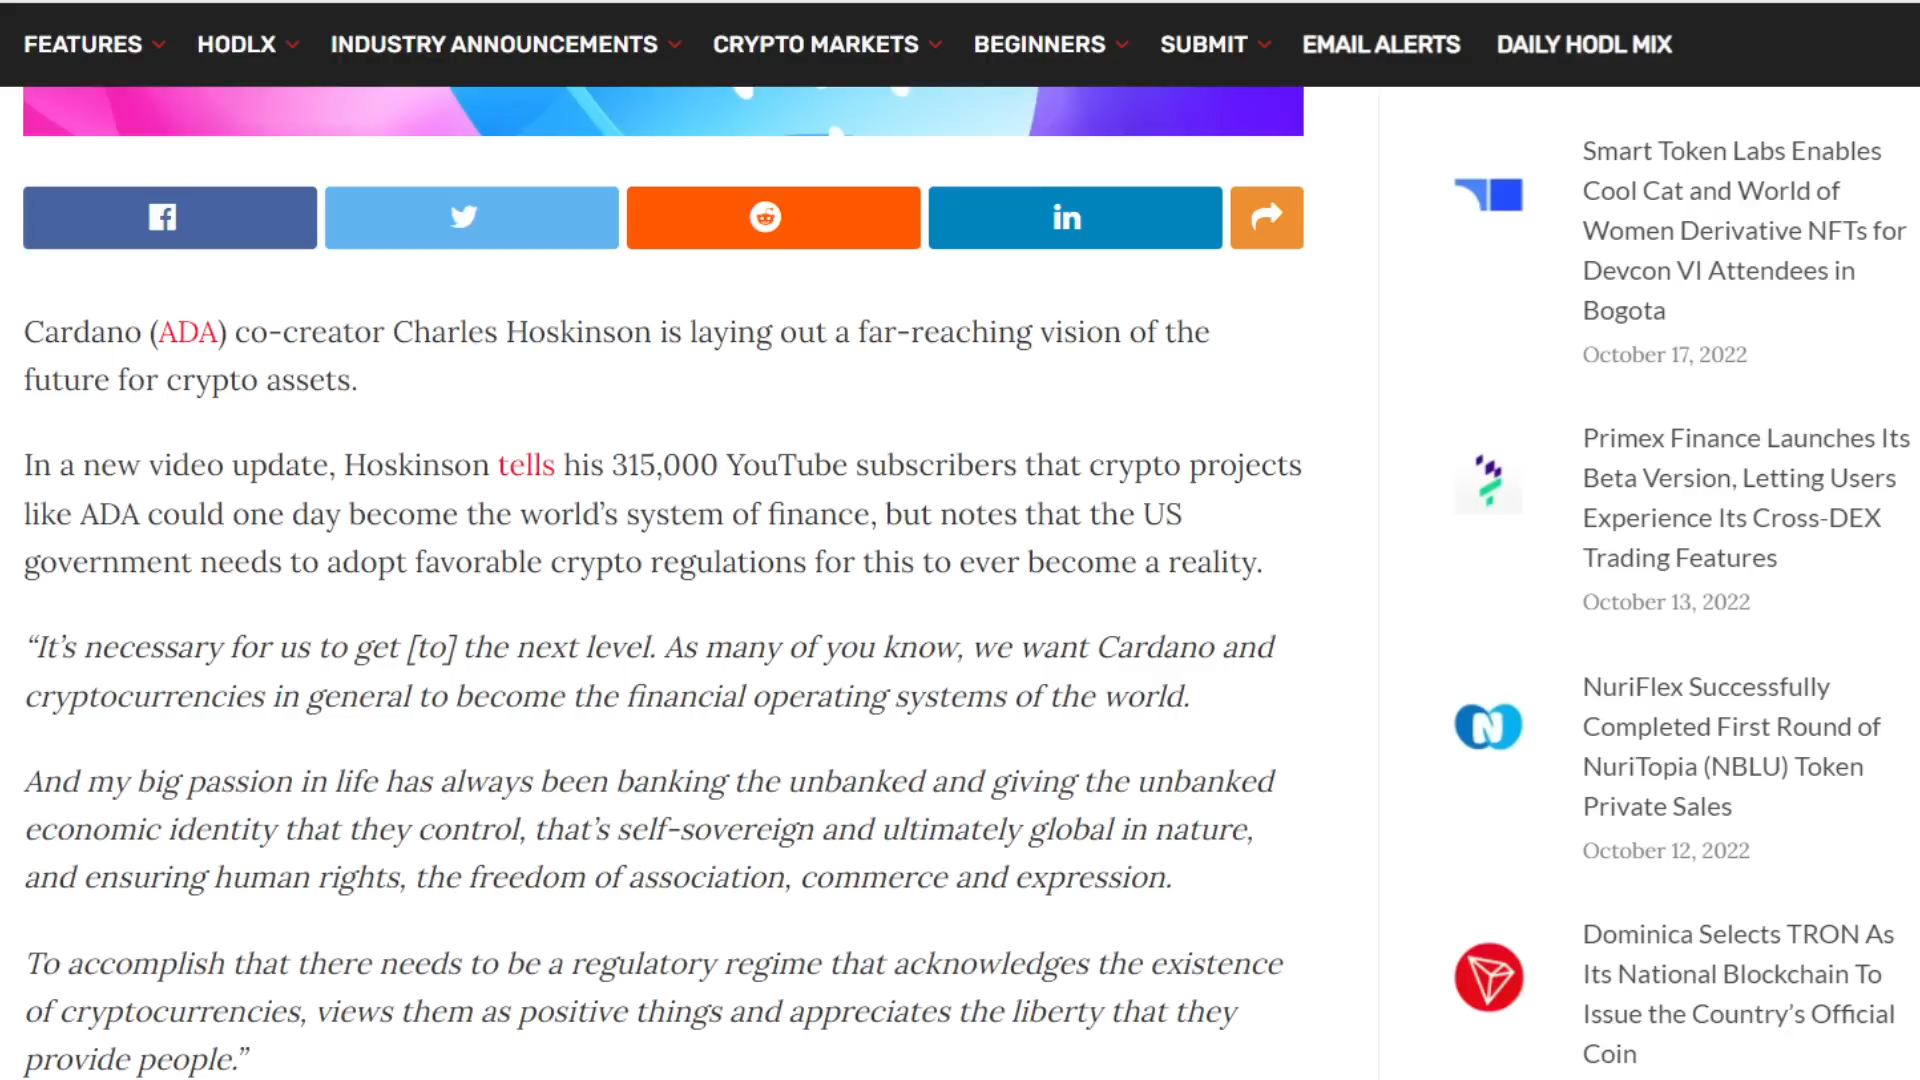 FEATURES HODLX INDUSTRY ANNOUNCEMENTS CRYPTO MARKETS BEGINNERS SUBMIT EMAIL ALERTS DAILY HODL MIX
Cardano (ADA) co-creator Charles Hoskinson is laying out a far-reaching vision of the
future for crypto assets.
In a new video update, Hoskinson tells his 315,000 YouTube subscribers that crypto projects
like ADA could one day become the world’s system of finance, but notes that the US
government needs to adopt favorable crypto regulations for this to ever become a reality.
“It’s necessary for us to get [to] the next level. As many of you know, we want Cardano and
cryptocurrencies in general to become the financial operating systems of the world.
And my big passion in life has always been banking the unbanked and giving the unbanked
economic identity that they control, that’s self-sovereign and ultimately global in nature,
and ensuring human rights, the freedom of association, commerce and expression.
To accomplish that there needs to be a regulatory regime that acknowledges the existence
of cryptocurrencies, views them as positive things and appreciates the liberty that they
provide people.”
Smart Token Labs Enables
Cool Cat and World of
Women Derivative NFTs for
Devcon VI Attendees in
Bogota
October 17, 2022
Primex Finance Launches Its
Beta Version, Letting Users
Experience Its Cross-DEX
Trading Features
October 13, 2022
N
NuriFlex Successfully
Completed First Round of
NuriTopia (NBLU) Token
Private Sales
October 12, 2022
Dominica Selects TRON As
Its National Blockchain To
Issue the Country’s Official
Coin